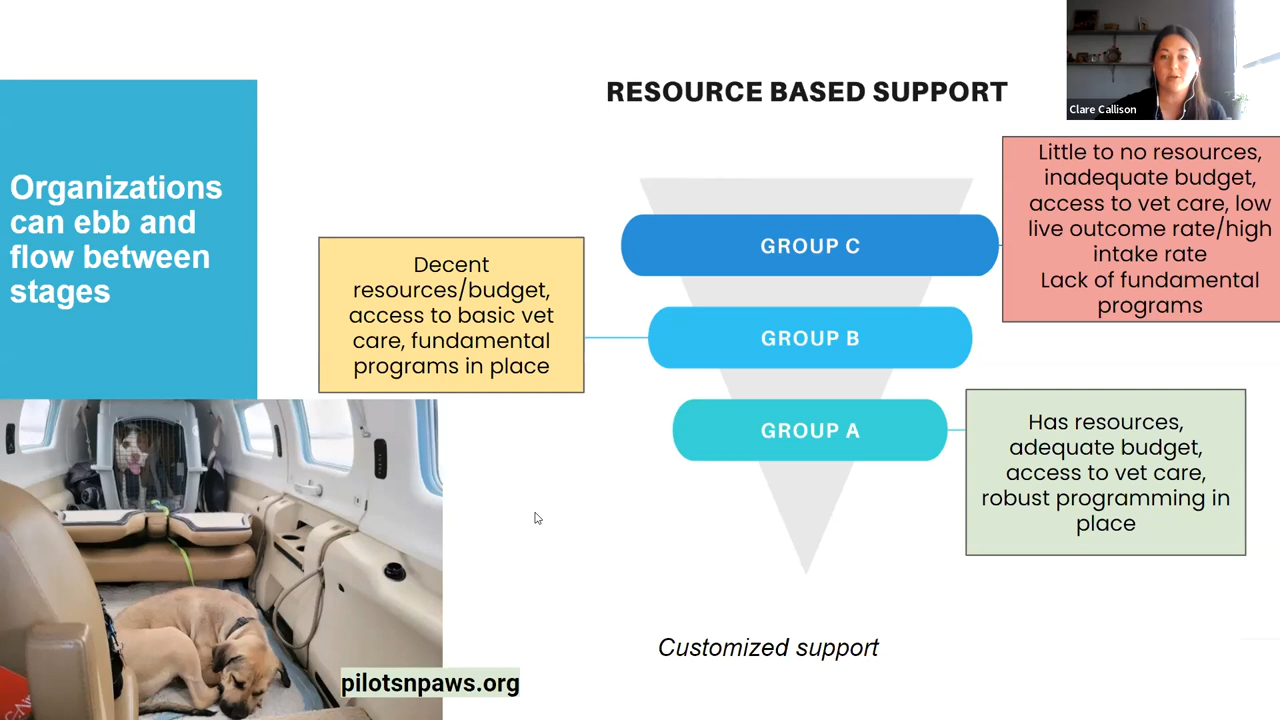 RESOURCE BASED SUPPORT
Clare Callison
Organizations
can ebb and
flow between
stages
Little to no resources,
inadequate budget,
access to vet care, low
live outcome rate/high
intake rate
Lack of fundamental
programs
GROUP C
Decent
resources/budget,
access to basic vet
care, fundamental
programs in place
GROUP B
GROUP A
Has resources,
adequate budget,
access to vet care,
robust programming in
place
Customized support
pilotsnpaws.org